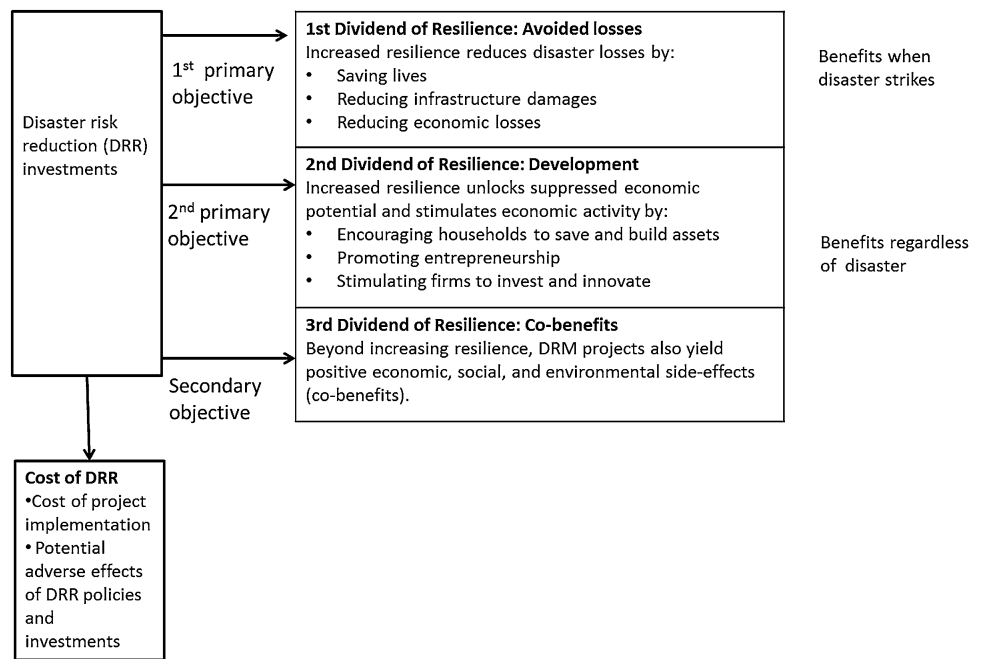 Disaster risk
reduction (DRR)
investments
1st primary
objective
1st Dividend of Resilience: Avoided losses
Increased resilience reduces disaster losses by:
• Saving lives
• Reducing infrastructure damages
• Reducing economic losses
Benefits when
disaster strikes
2nd primary
objective
2nd Dividend of Resilience: Development
Increased resilience unlocks suppressed economic
potential and stimulates economic activity by:
• Encouraging households to save and build assets
• Promoting entrepreneurship
• Stimulating firms to invest and innovate
Benefits regardless
of disaster
Secondary
objective
3rd Dividend of Resilience: Co-benefits
Beyond increasing resilience, DRM projects also yield
positive economic, social, and environmental side-effects
(co-benefits).
Cost of DRR
•Cost of project
implementation
• Potential
adverse effects
of DRR policies
and
investments